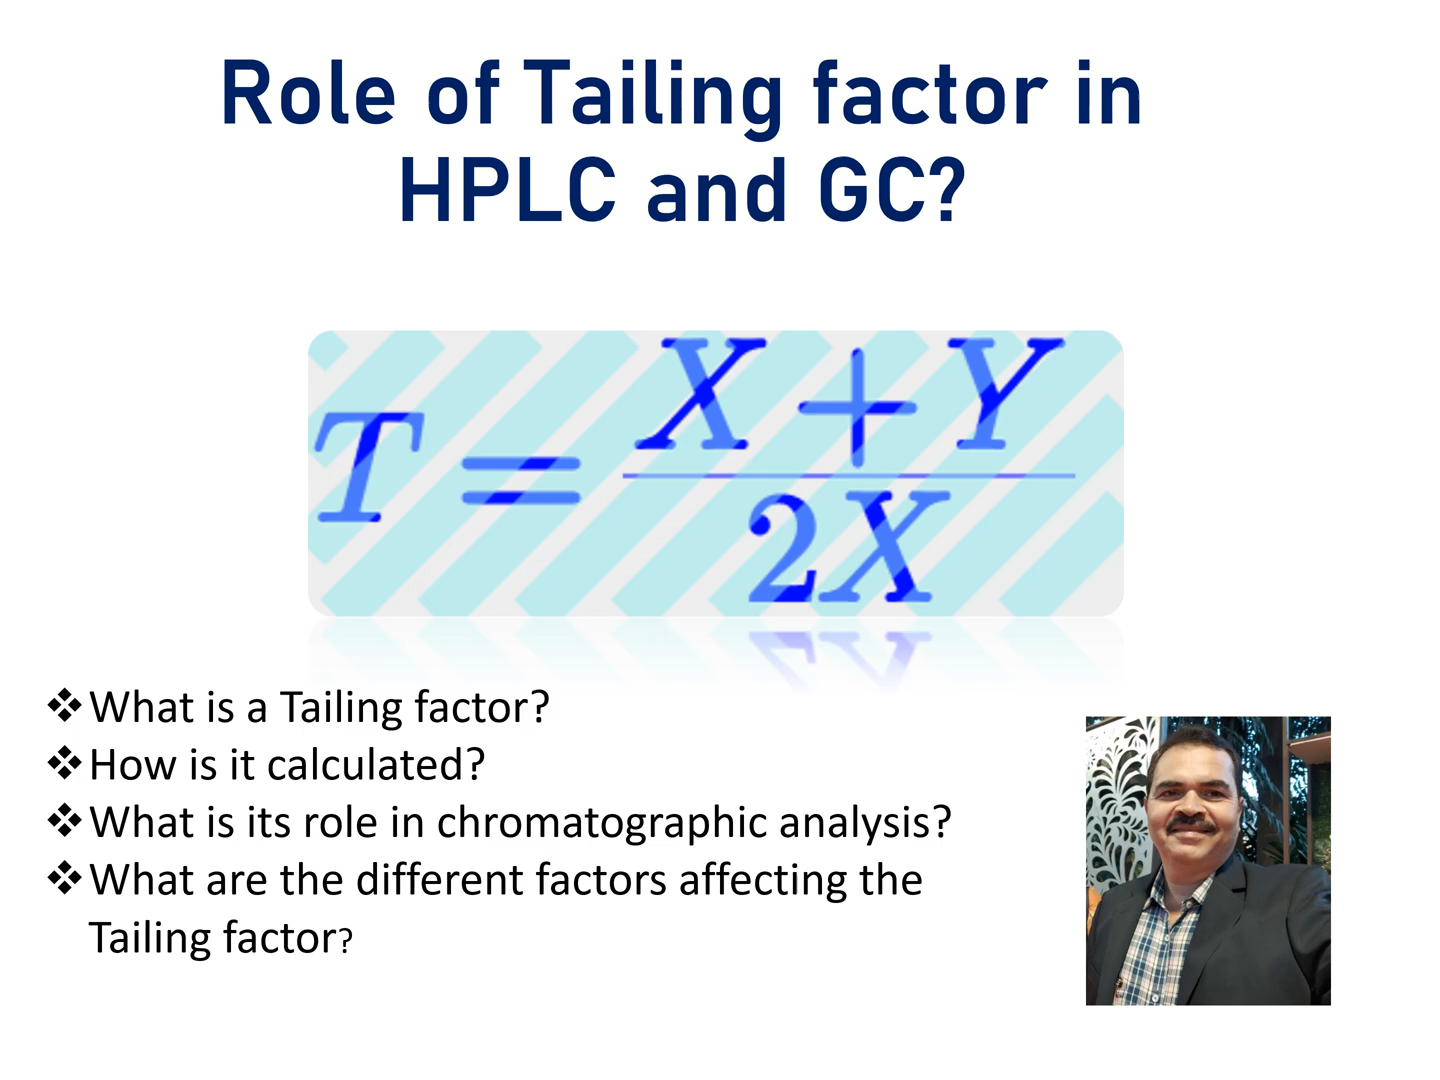 Role of Tailing factor in
HPLC and GC?
T = X + Y
2X
❖What is a Tailing factor?
❖How is it calculated?
❖What is its role in chromatographic analysis?
❖What are the different factors affecting the
Tailing factor?